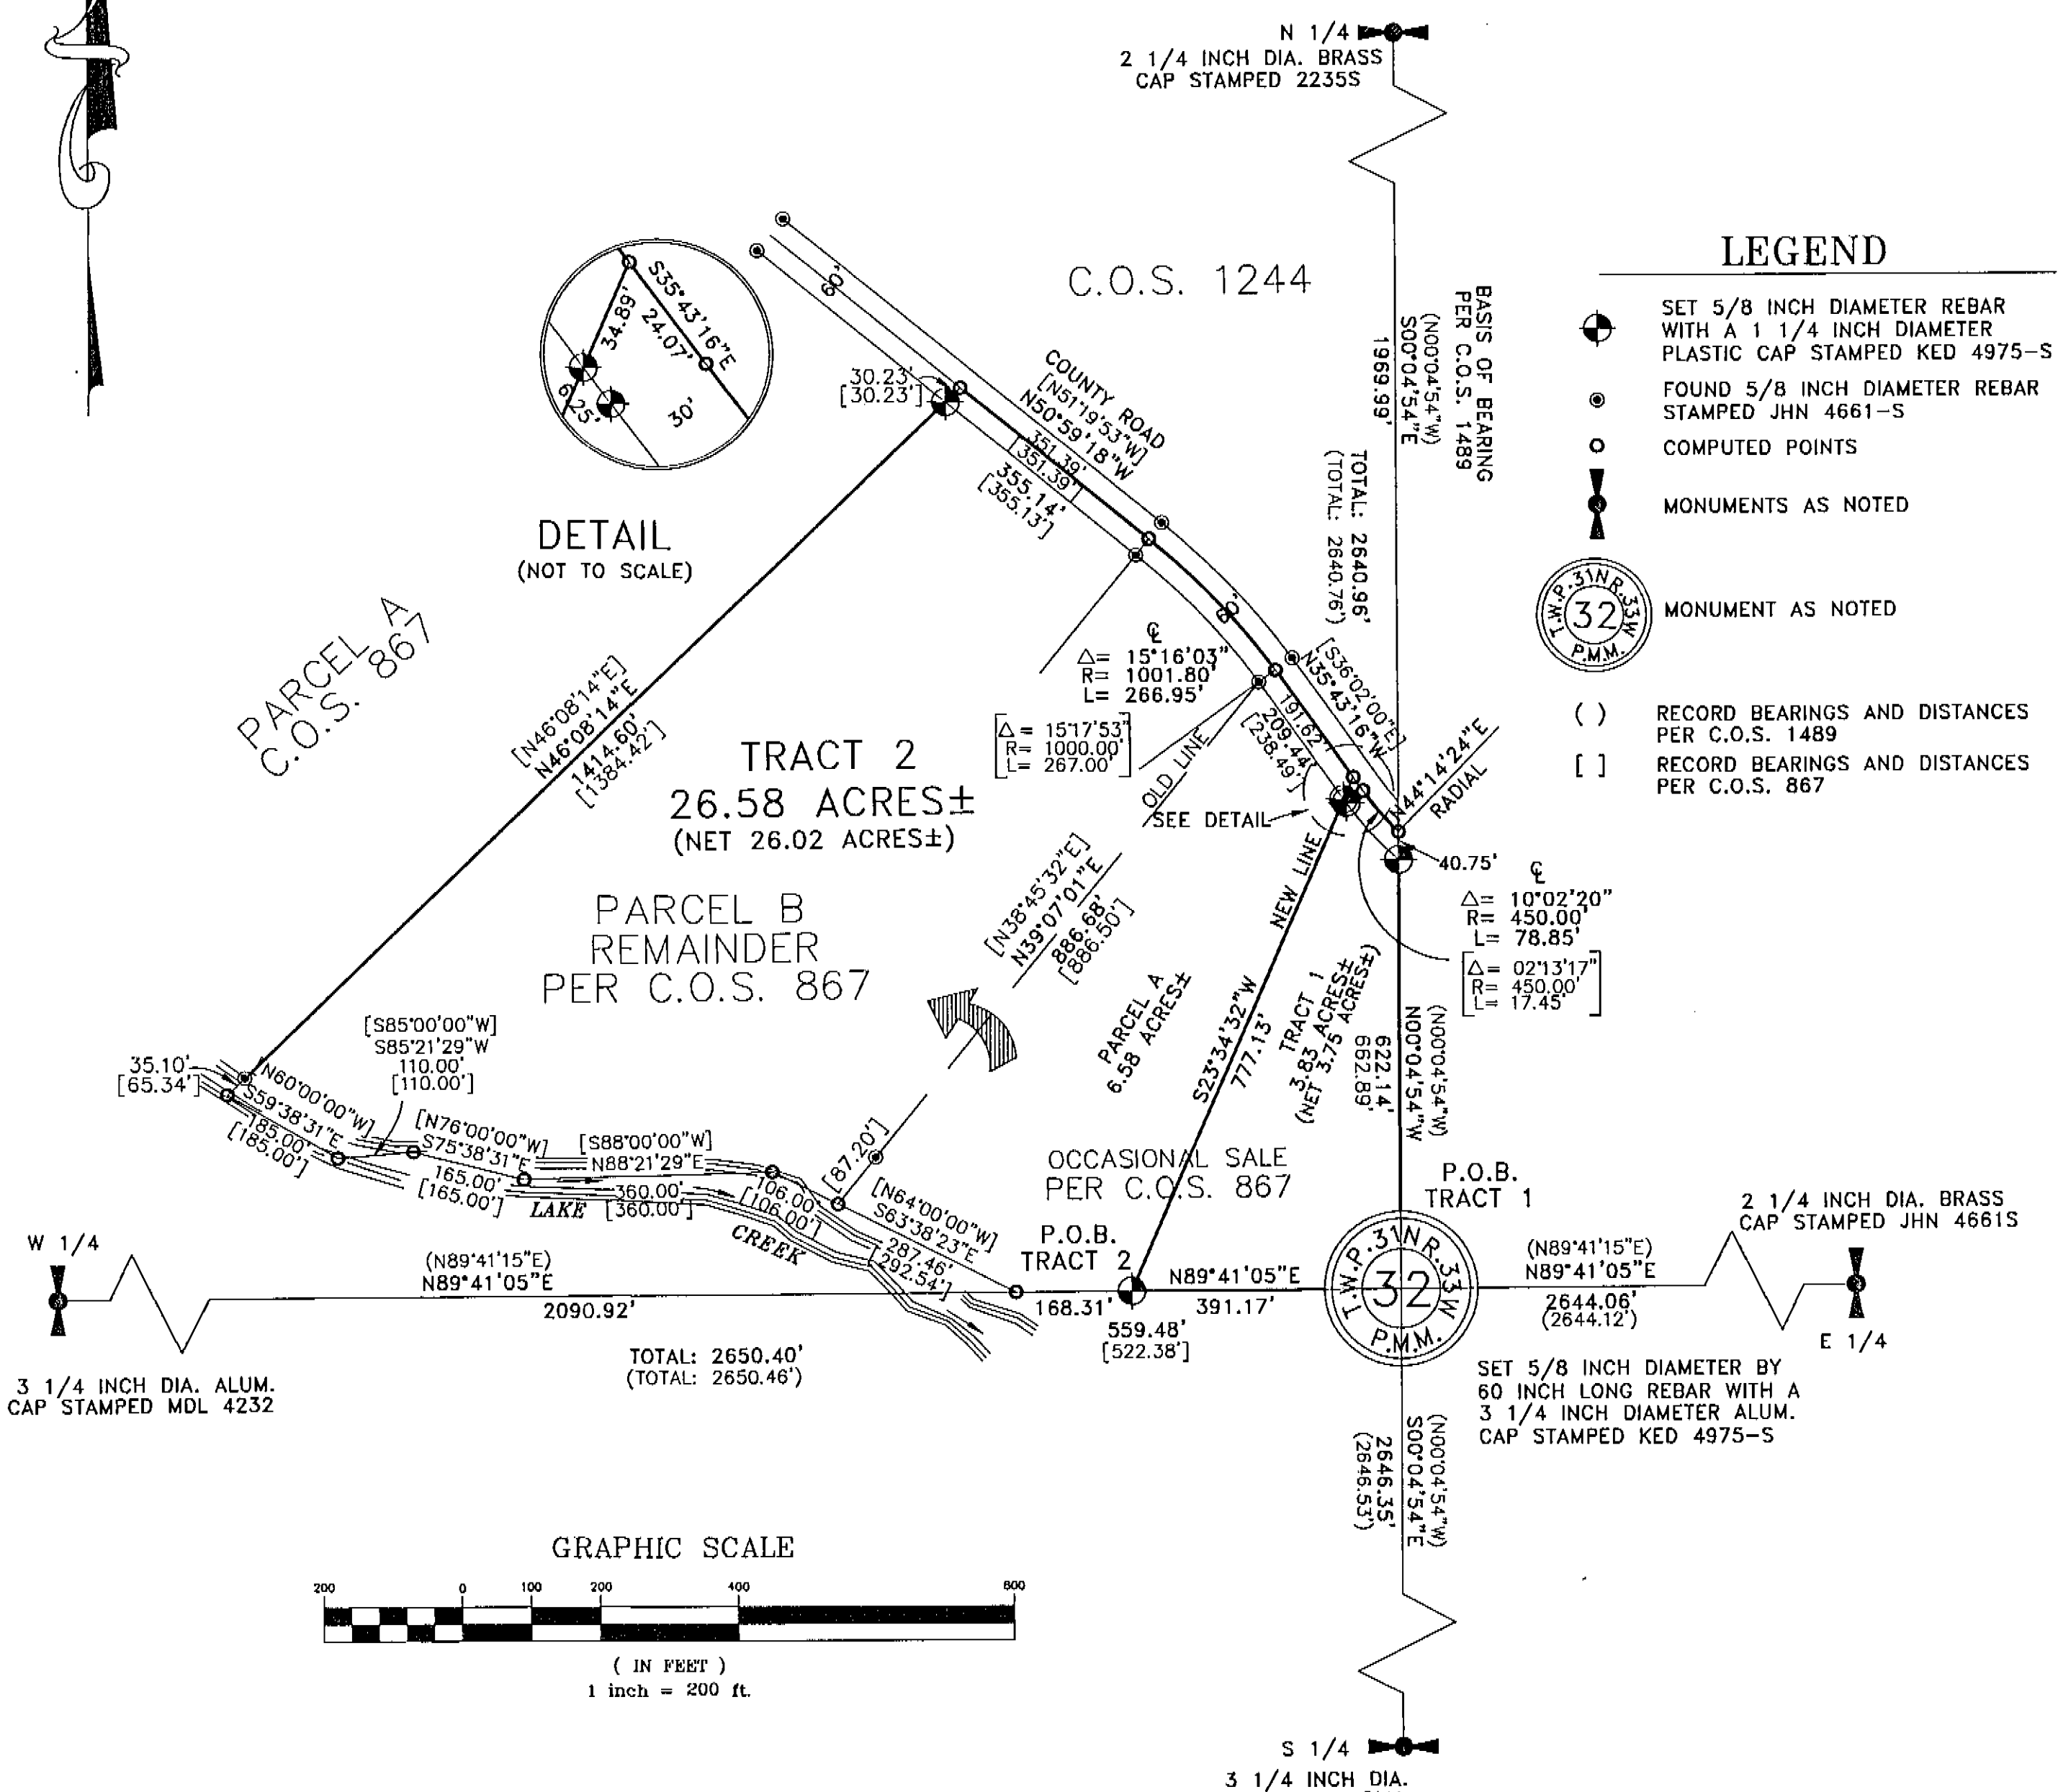 N 1/4
2 1/4 INCH DIA. BRASS
CAP STAMPED 2235S
C.O.S. 1244
BASIS OF BEARING
PER C.O.S. 1489
(N00°04'54"W)
S00°04'54"E
1969.99'
TOTAL: 2640.96'
(TOTAL: 2640.76')
LEGEND
SET 5/8 INCH DIAMETER REBAR
WITH A 1 1/4 INCH DIAMETER
PLASTIC CAP STAMPED KED 4975-S
FOUND 5/8 INCH DIAMETER REBAR
STAMPED JHN 4661-S
COMPUTED POINTS
MONUMENTS AS NOTED
T.W.P.31N R.33W
32
P.M.M.
MONUMENT AS NOTED
( ) RECORD BEARINGS AND DISTANCES
PER C.O.S. 1489
[ ] RECORD BEARINGS AND DISTANCES
PER C.O.S. 867
S35°43'16"E
24.07'
34.89'
6.25'
30'
DETAIL
(NOT TO SCALE)
60'
30.23'
[30.23']
COUNTY ROAD
[N51°19'53"W]
N50°59'18"W
351.39'
[351.39']
355.14'
[355.13']
60'
℄
Δ= 15°16'03"
R= 1001.80'
L= 266.95'
Δ= 15°17'53"
R= 1000.00'
L= 267.00'
[S36°02'00"E]
N35°43'16"W
191.62'
209.44'
[238.49']
OLD LINE
SEE DETAIL
N44°14'24"E
RADIAL
40.75'
℄
Δ= 10°02'20"
R= 450.00'
L= 78.85'
Δ= 02°13'17"
R= 450.00'
L= 17.45'
PARCEL A
C.O.S. 867
[N46°08'14"E]
N46°08'14"E
1414.60'
[1384.42']
TRACT 2
26.58 ACRES±
(NET 26.02 ACRES±)
PARCEL B
REMAINDER
PER C.O.S. 867
[N38°45'32"E]
N39°07'01"E
886.68'
[886.50']
PARCEL A
6.58 ACRES±
NEW LINE
S23°34'32"W
777.13'
TRACT 1
3.83 ACRES±
(NET 3.75 ACRES±)
(N00°04'54"W)
N00°04'54"W
622.14'
662.89'
35.10'
[65.34']
[N60°00'00"W]
S59°38'31"E
185.00'
[185.00']
[S85°00'00"W]
S85°21'29"W
110.00'
[110.00']
[N76°00'00"W]
S75°38'31"E
165.00'
[165.00']
[S88°00'00"W]
N88°21'29"E
360.00'
[360.00']
LAKE CREEK
106.00'
[106.00']
[87.20']
[N64°00'00"W]
S63°38'23"E
287.46'
[292.54']
OCCASIONAL SALE
PER C.O.S. 867
P.O.B.
TRACT 2
P.O.B.
TRACT 1
W 1/4
3 1/4 INCH DIA. ALUM.
CAP STAMPED MDL 4232
(N89°41'15"E)
N89°41'05"E
2090.92'
TOTAL: 2650.40'
(TOTAL: 2650.46')
168.31'
N89°41'05"E
391.17'
559.48'
[522.38']
T.W.P.31N R.33W
32
P.M.M.
2 1/4 INCH DIA. BRASS
CAP STAMPED JHN 4661S
(N89°41'15"E)
N89°41'05"E
2644.06'
(2644.12')
E 1/4
SET 5/8 INCH DIAMETER BY
60 INCH LONG REBAR WITH A
3 1/4 INCH DIAMETER ALUM.
CAP STAMPED KED 4975-S
(N00°04'54"W)
S00°04'54"E
2646.35'
(2646.53')
GRAPHIC SCALE
200 0 100 200 400 800
( IN FEET )
1 inch = 200 ft.
S 1/4
3 1/4 INCH DIA.